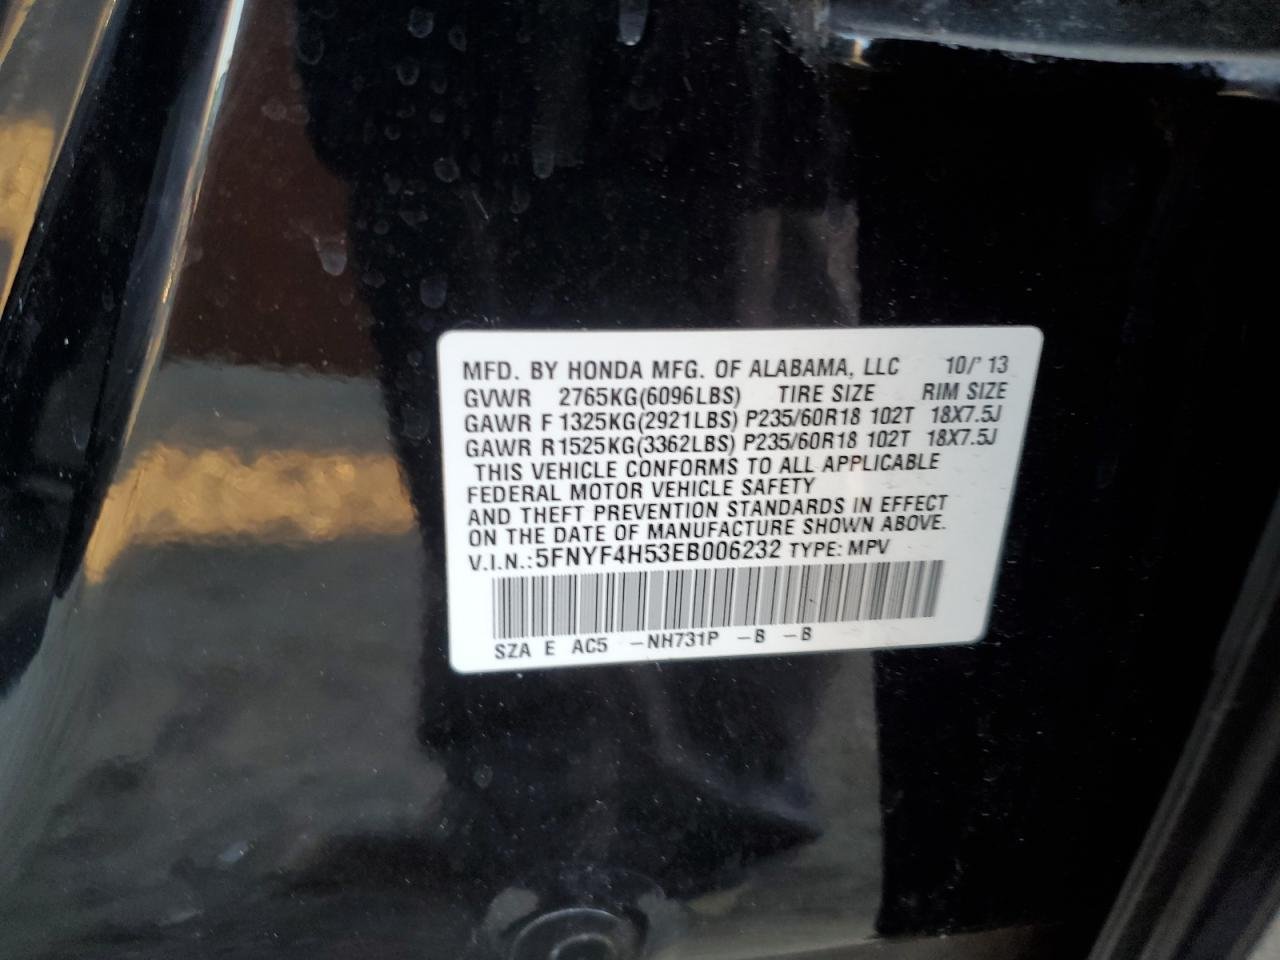 MFD. BY HONDA MFG. OF ALABAMA, LLC 10/' 13
GVWR 2765KG(6096LBS) TIRE SIZE RIM SIZE
GAWR F 1325KG(2921LBS) P235/60R18 102T 18X7.5J
GAWR R1525KG(3362LBS) P235/60R18 102T 18X7.5J
THIS VEHICLE CONFORMS TO ALL APPLICABLE
FEDERAL MOTOR VEHICLE SAFETY
AND THEFT PREVENTION STANDARDS IN EFFECT
ON THE DATE OF MANUFACTURE SHOWN ABOVE.
V.I.N.:5FNYF4H53EB006232 TYPE: MPV
SZA E AC5 -NH731P -B -B